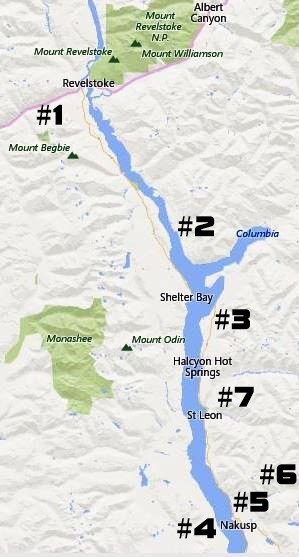 Albert
Canyon
Mount
Revelstoke
N.P.
Mount Revelstoke
Mount Williamson
Revelstoke
#1
Mount Begbie
#2
Columbia
Shelter Bay
#3
Monashee
Mount Odin
Halcyon Hot
Springs
#7
St Leon
#6
#5
#4
Nakusp